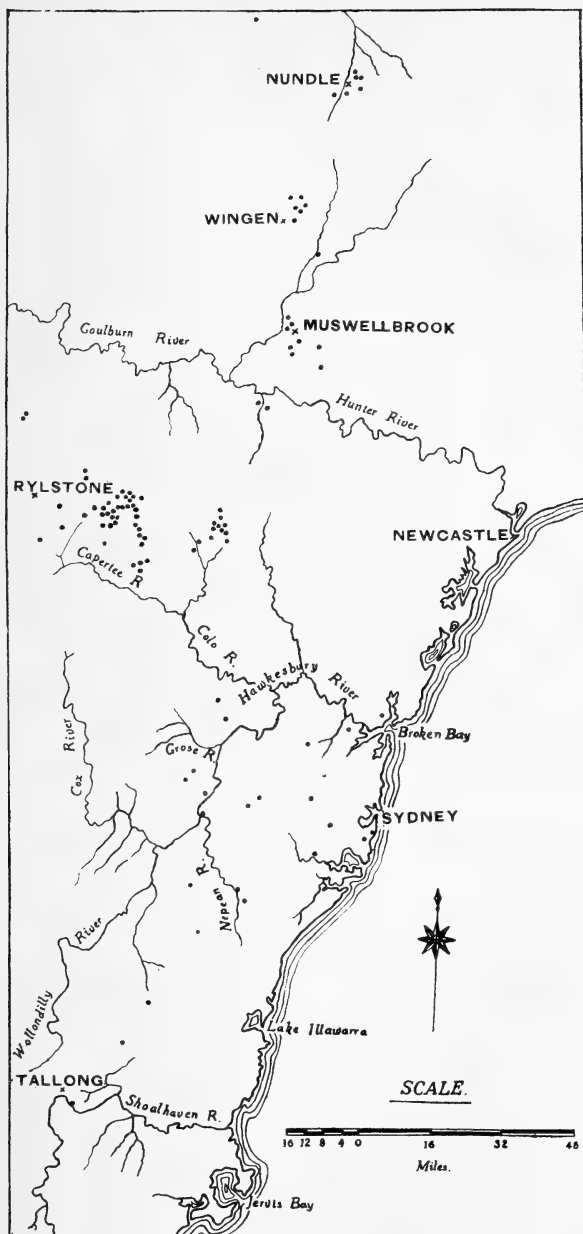 NUNDLE
WINGEN
MUSWELLBROOK
Goulburn River
Hunter River
RYLSTONE
NEWCASTLE
Capertee R.
Colo R.
Hawkesbury River
Cox River
Grose R.
Broken Bay
SYDNEY
Nepean R.
Wollondilly River
Lake Illawarra
TALLONG
Shoalhaven R.
SCALE.
16 12 8 4 0 16 32 48
Miles.
Jervis Bay